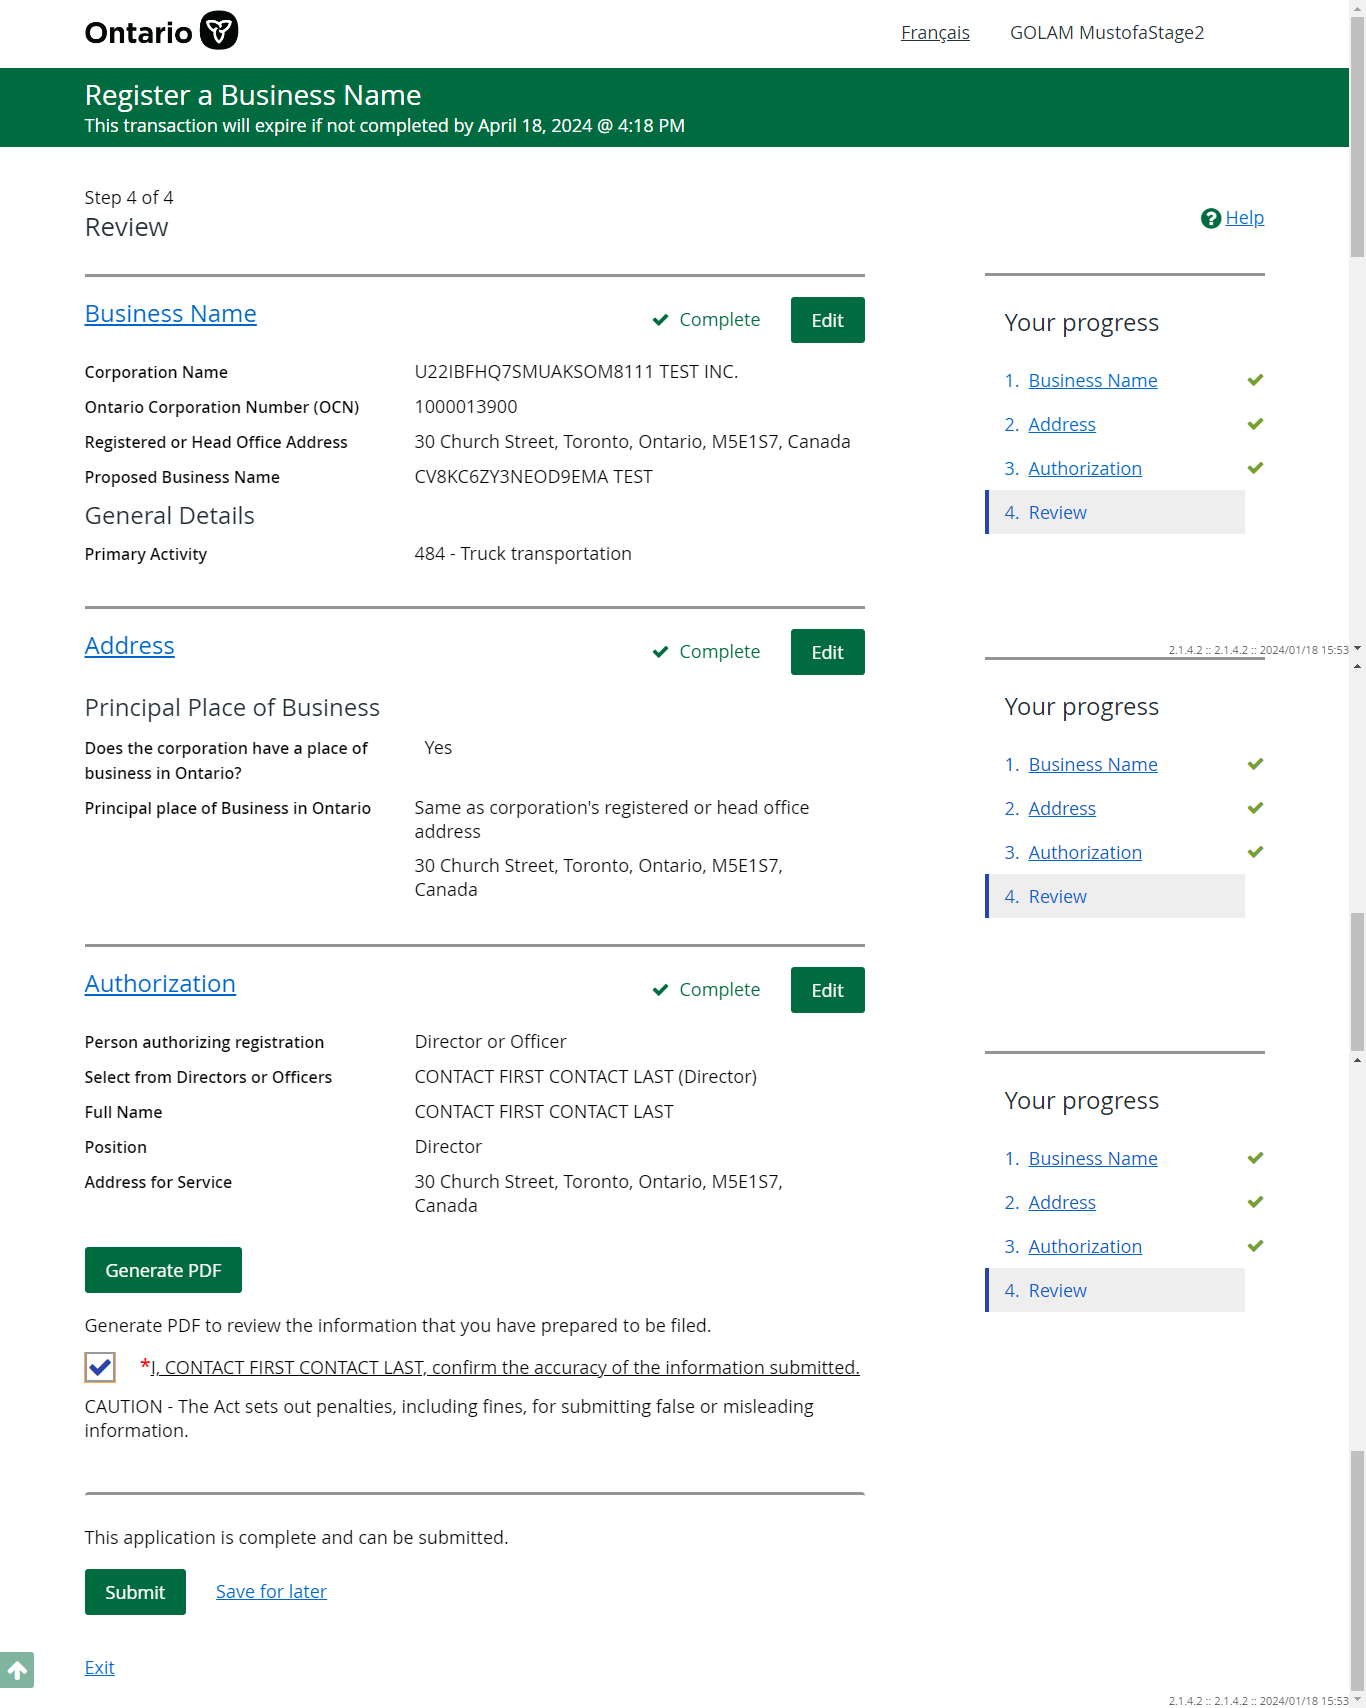 Ontario
Français GOLAM MustofaStage2
Register a Business Name
This transaction will expire if not completed by April 18, 2024 @ 4:18 PM
Step 4 of 4
Review
Help
Business Name Complete Edit
Corporation Name U22IBFHQ7SMUAKSOM8111 TEST INC.
Ontario Corporation Number (OCN) 1000013900
Registered or Head Office Address 30 Church Street, Toronto, Ontario, M5E1S7, Canada
Proposed Business Name CV8KC6ZY3NEOD9EMA TEST
General Details
Primary Activity 484 - Truck transportation
Your progress
1. Business Name
2. Address
3. Authorization
4. Review
2.1.4.2 :: 2.1.4.2 :: 2024/01/18 15:53
Address Complete Edit
Principal Place of Business
Does the corporation have a place of Yes
business in Ontario?
Principal place of Business in Ontario Same as corporation's registered or head office
address
30 Church Street, Toronto, Ontario, M5E1S7,
Canada
Your progress
1. Business Name
2. Address
3. Authorization
4. Review
Authorization Complete Edit
Person authorizing registration Director or Officer
Select from Directors or Officers CONTACT FIRST CONTACT LAST (Director)
Full Name CONTACT FIRST CONTACT LAST
Position Director
Address for Service 30 Church Street, Toronto, Ontario, M5E1S7,
Canada
Your progress
1. Business Name
2. Address
3. Authorization
4. Review
Generate PDF
Generate PDF to review the information that you have prepared to be filed.
*I, CONTACT FIRST CONTACT LAST, confirm the accuracy of the information submitted.
CAUTION - The Act sets out penalties, including fines, for submitting false or misleading
information.
This application is complete and can be submitted.
Submit Save for later
Exit
2.1.4.2 :: 2.1.4.2 :: 2024/01/18 15:53